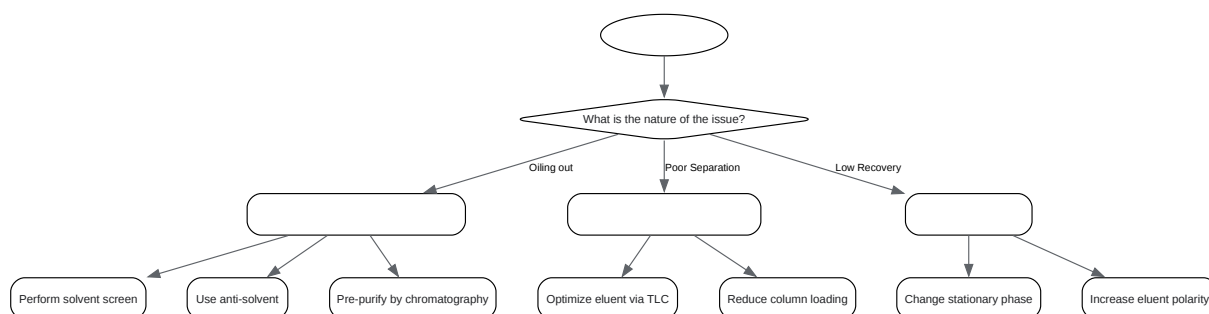 What is the nature of the issue?
Oiling out
Poor Separation
Low Recovery
Perform solvent screen
Use anti-solvent
Pre-purify by chromatography
Optimize eluent via TLC
Reduce column loading
Change stationary phase
Increase eluent polarity